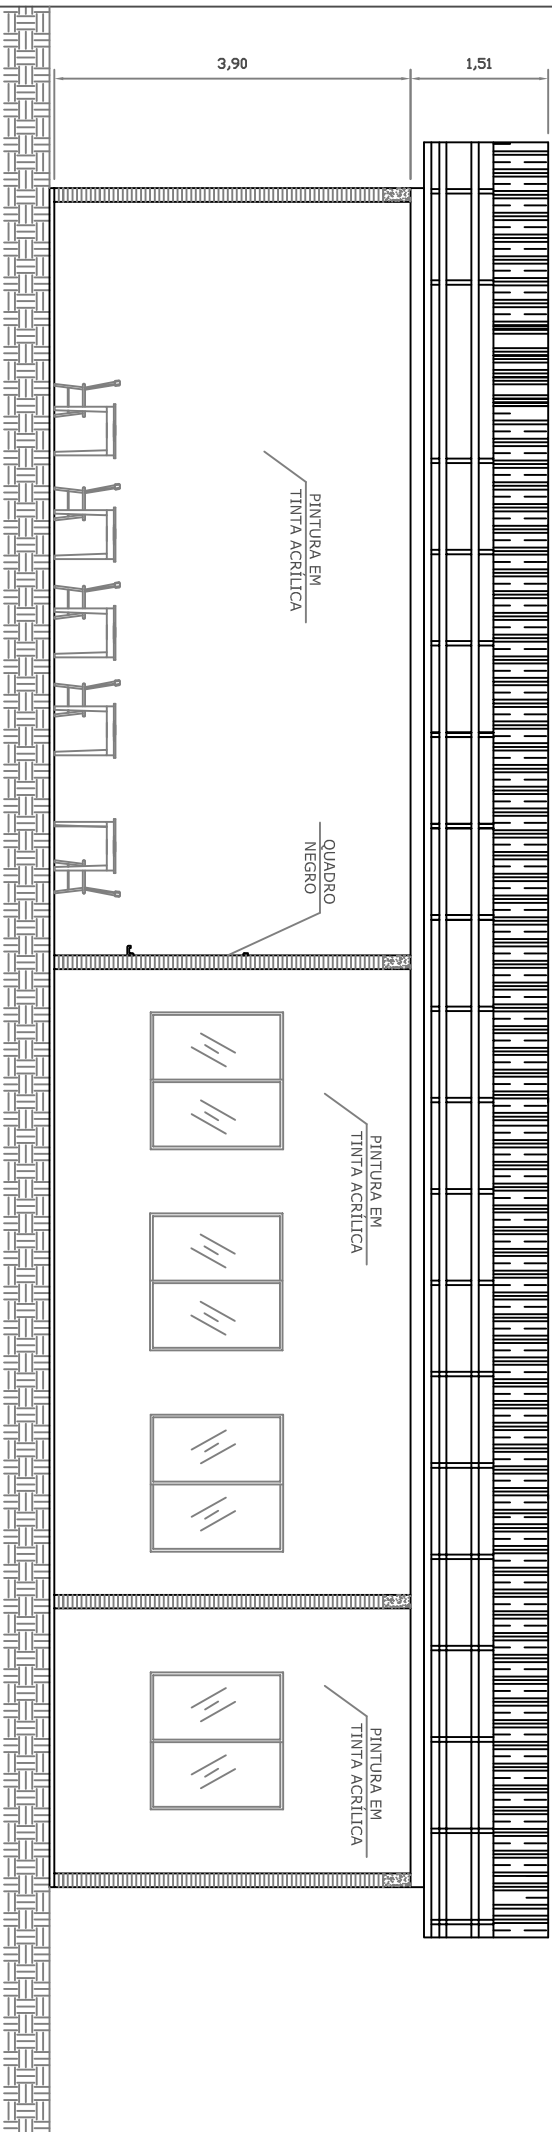 3,90
1,51
PINTURA EM
TINTA ACRÍLICA
QUADRO
NEGRO
PINTURA EM
TINTA ACRÍLICA
PINTURA EM
TINTA ACRÍLICA